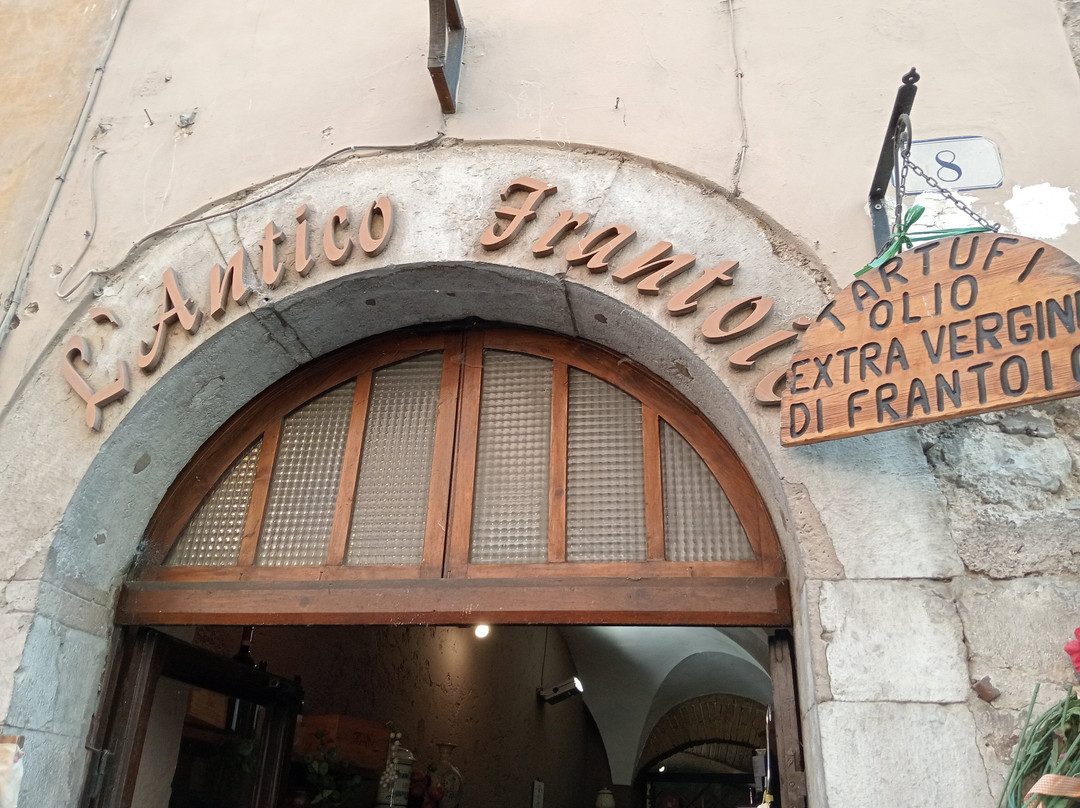 L'Antico Frantoio
8
TARTUFI
OLIO
EXTRA VERGINE
DI FRANTOIO